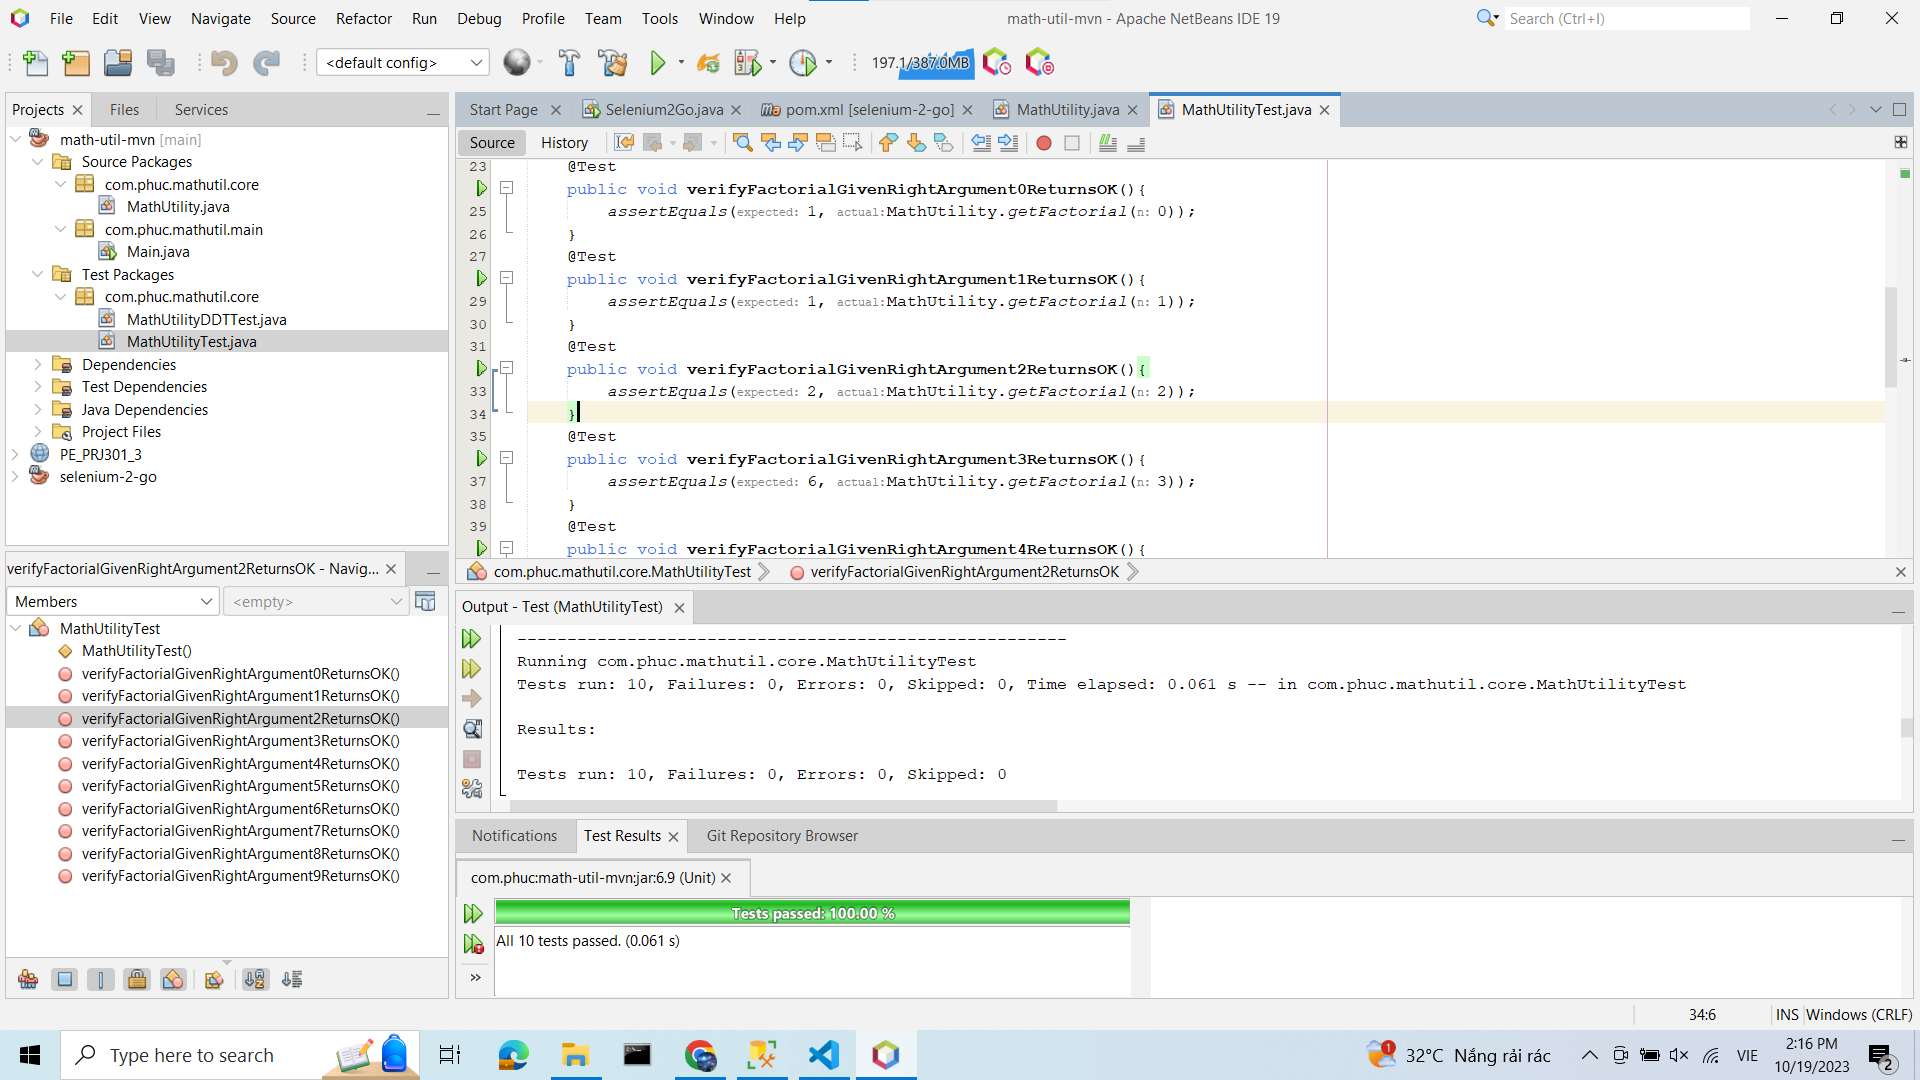 File Edit View Navigate Source Refactor Run Debug Profile Team Tools Window Help
math-util-mvn - Apache NetBeans IDE 19
Search (Ctrl+I)
<default config>
197.1/387.0MB
Projects Files Services
math-util-mvn [main]
Source Packages
com.phuc.mathutil.core
MathUtility.java
com.phuc.mathutil.main
Main.java
Test Packages
com.phuc.mathutil.core
MathUtilityDDTTest.java
MathUtilityTest.java
Dependencies
Test Dependencies
Java Dependencies
Project Files
PE_PRJ301_3
selenium-2-go
verifyFactorialGivenRightArgument2ReturnsOK - Navig...
Members
<empty>
MathUtilityTest
MathUtilityTest()
verifyFactorialGivenRightArgument0ReturnsOK()
verifyFactorialGivenRightArgument1ReturnsOK()
verifyFactorialGivenRightArgument2ReturnsOK()
verifyFactorialGivenRightArgument3ReturnsOK()
verifyFactorialGivenRightArgument4ReturnsOK()
verifyFactorialGivenRightArgument5ReturnsOK()
verifyFactorialGivenRightArgument6ReturnsOK()
verifyFactorialGivenRightArgument7ReturnsOK()
verifyFactorialGivenRightArgument8ReturnsOK()
verifyFactorialGivenRightArgument9ReturnsOK()
Start Page Selenium2Go.java pom.xml [selenium-2-go] MathUtility.java MathUtilityTest.java
Source History
23 @Test
public void verifyFactorialGivenRightArgument0ReturnsOK(){
25 assertEquals(expected: 1, actual:MathUtility.getFactorial(n: 0));
26 }
27 @Test
public void verifyFactorialGivenRightArgument1ReturnsOK(){
29 assertEquals(expected: 1, actual:MathUtility.getFactorial(n: 1));
30 }
31 @Test
public void verifyFactorialGivenRightArgument2ReturnsOK(){
33 assertEquals(expected: 2, actual:MathUtility.getFactorial(n: 2));
34 }
35 @Test
public void verifyFactorialGivenRightArgument3ReturnsOK(){
37 assertEquals(expected: 6, actual:MathUtility.getFactorial(n: 3));
38 }
39 @Test
public void verifyFactorialGivenRightArgument4ReturnsOK(){
com.phuc.mathutil.core.MathUtilityTest verifyFactorialGivenRightArgument2ReturnsOK
Output - Test (MathUtilityTest)
-------------------------------------------------------
Running com.phuc.mathutil.core.MathUtilityTest
Tests run: 10, Failures: 0, Errors: 0, Skipped: 0, Time elapsed: 0.061 s -- in com.phuc.mathutil.core.MathUtilityTest
Results:
Tests run: 10, Failures: 0, Errors: 0, Skipped: 0
Notifications Test Results Git Repository Browser
com.phuc:math-util-mvn:jar:6.9 (Unit)
Tests passed: 100.00 %
All 10 tests passed. (0.061 s)
34:6 INS Windows (CRLF)
Type here to search
1
32°C Nắng rải rác
VIE
2:16 PM
10/19/2023
2